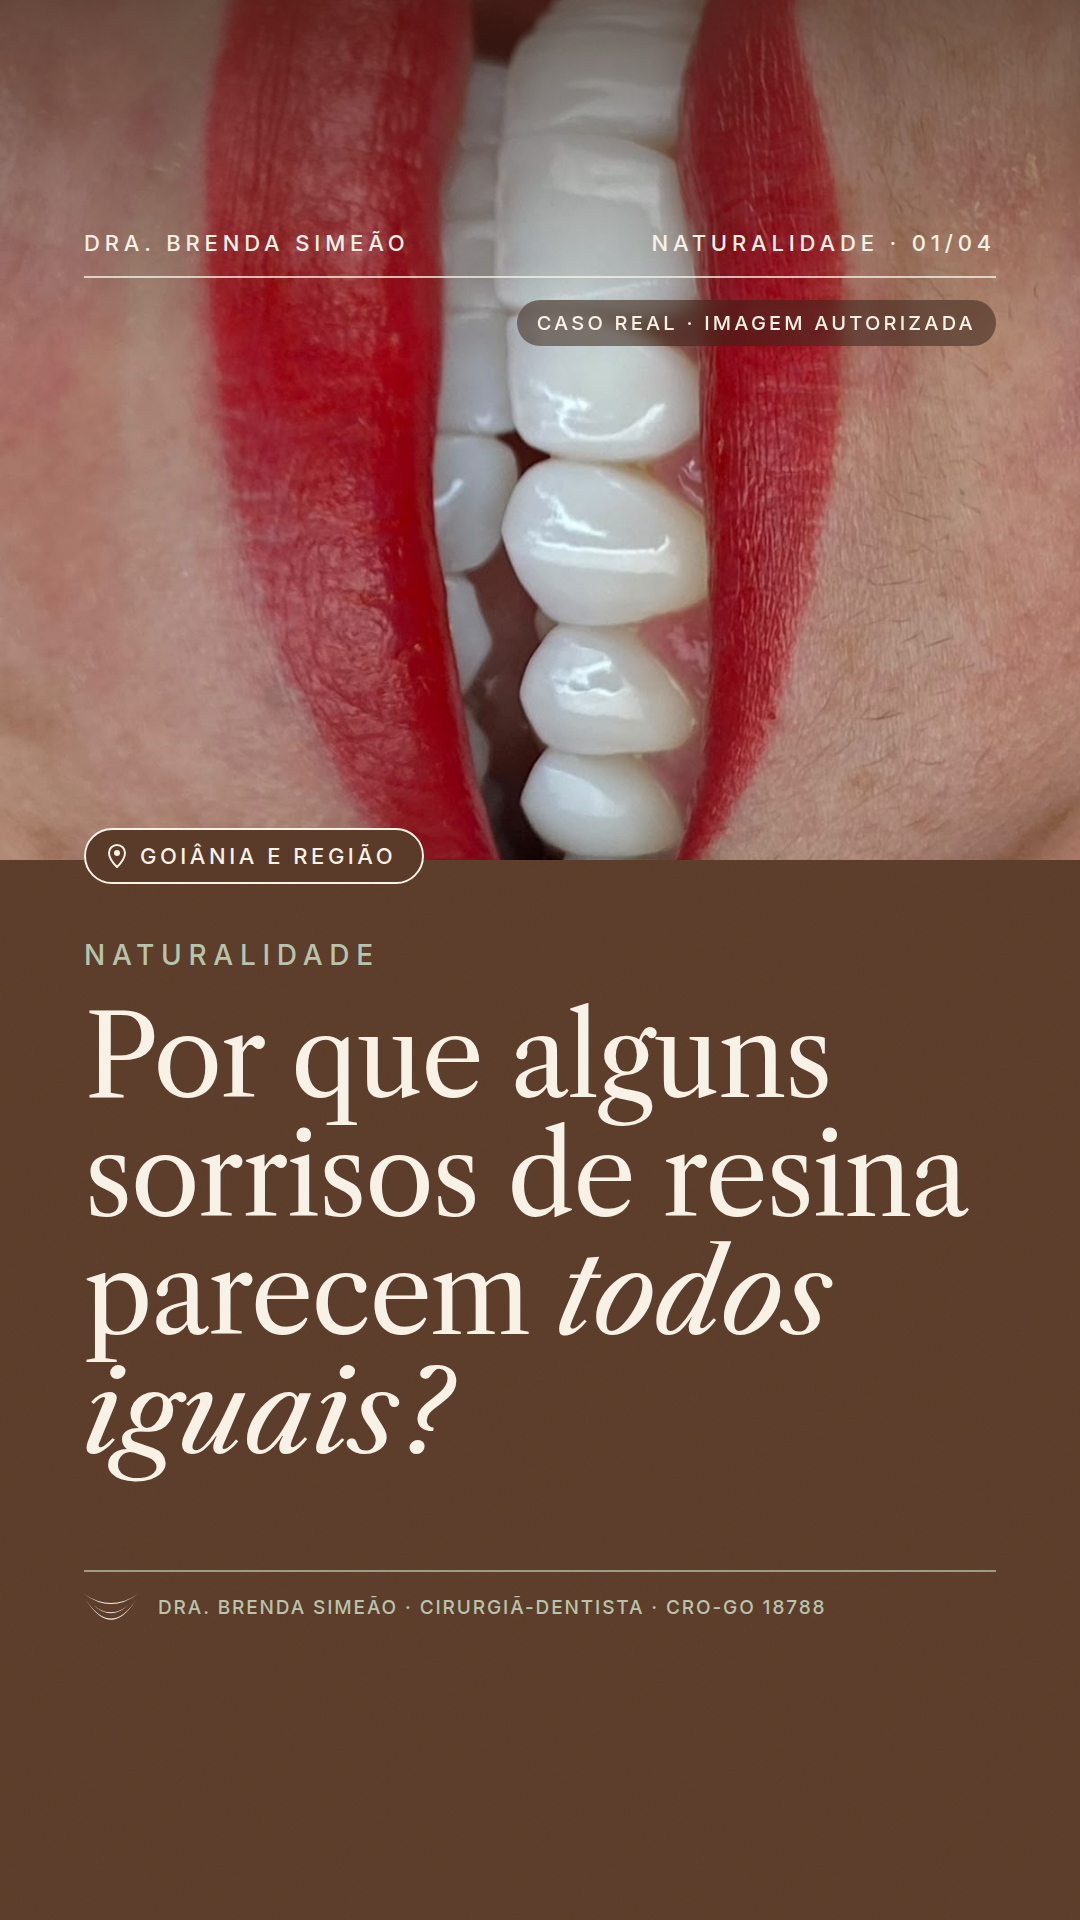 DRA. BRENDA SIMEÃO
NATURALIDADE · 01/04
CASO REAL · IMAGEM AUTORIZADA
GOIÂNIA E REGIÃO
NATURALIDADE
Por que alguns
sorrisos de resina
parecem todos
iguais?
DRA. BRENDA SIMEÃO · CIRURGIÃ-DENTISTA · CRO-GO 18788